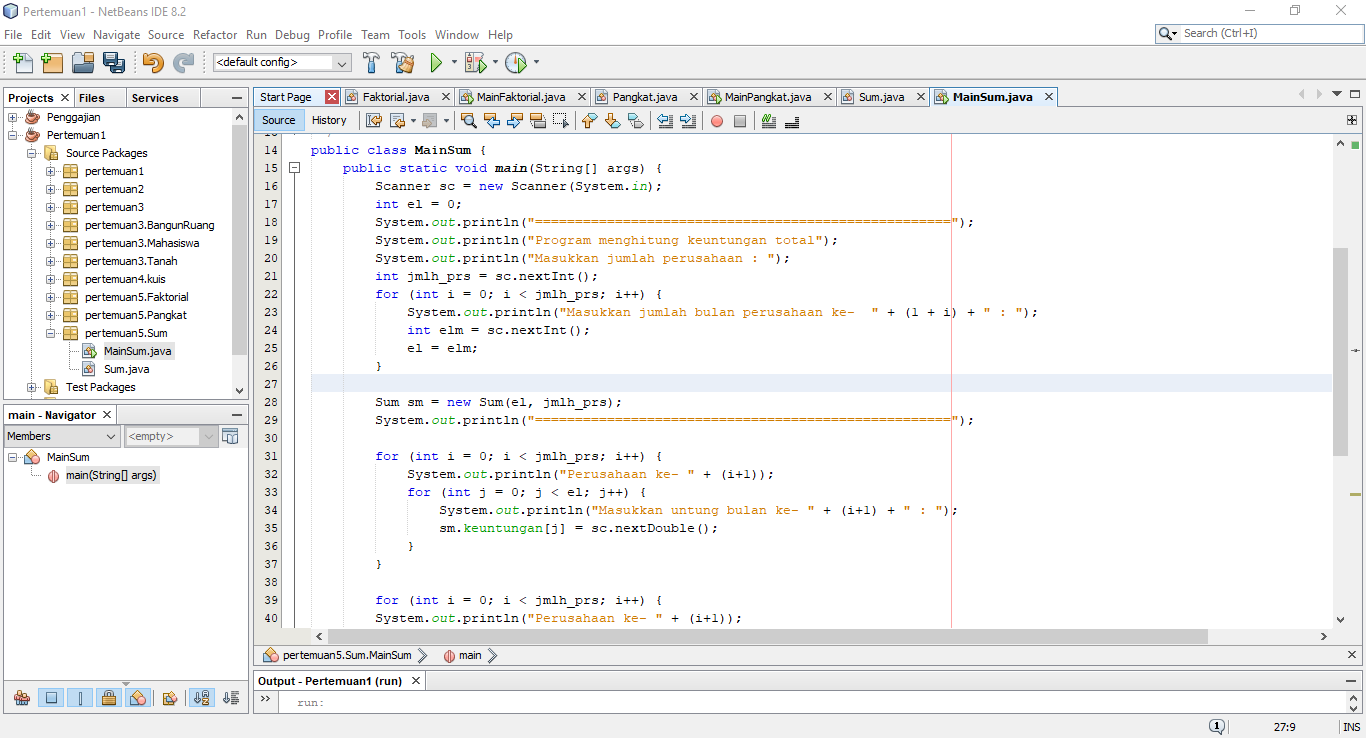 Pertemuan1 - NetBeans IDE 8.2
File Edit View Navigate Source Refactor Run Debug Profile Team Tools Window Help
Search (Ctrl+I)
<default config>
Projects Files Services
Penggajian
Pertemuan1
Source Packages
pertemuan1
pertemuan2
pertemuan3
pertemuan3.BangunRuang
pertemuan3.Mahasiswa
pertemuan3.Tanah
pertemuan4.kuis
pertemuan5.Faktorial
pertemuan5.Pangkat
pertemuan5.Sum
MainSum.java
Sum.java
Test Packages
main - Navigator
Members <empty>
MainSum
main(String[] args)
Start Page Faktorial.java MainFaktorial.java Pangkat.java MainPangkat.java Sum.java MainSum.java
Source History
14 public class MainSum {
15 public static void main(String[] args) {
16 Scanner sc = new Scanner(System.in);
17 int el = 0;
18 System.out.println("====================================================");
19 System.out.println("Program menghitung keuntungan total");
20 System.out.println("Masukkan jumlah perusahaan : ");
21 int jmlh_prs = sc.nextInt();
22 for (int i = 0; i < jmlh_prs; i++) {
23 System.out.println("Masukkan jumlah bulan perusahaan ke-  " + (1 + i) + " : ");
24 int elm = sc.nextInt();
25 el = elm;
26 }
27
28 Sum sm = new Sum(el, jmlh_prs);
29 System.out.println("====================================================");
30
31 for (int i = 0; i < jmlh_prs; i++) {
32 System.out.println("Perusahaan ke- " + (i+1));
33 for (int j = 0; j < el; j++) {
34 System.out.println("Masukkan untung bulan ke- " + (i+1) + " : ");
35 sm.keuntungan[j] = sc.nextDouble();
36 }
37 }
38
39 for (int i = 0; i < jmlh_prs; i++) {
40 System.out.println("Perusahaan ke- " + (i+1));
pertemuan5.Sum.MainSum main
Output - Pertemuan1 (run)
run:
1 27:9 INS